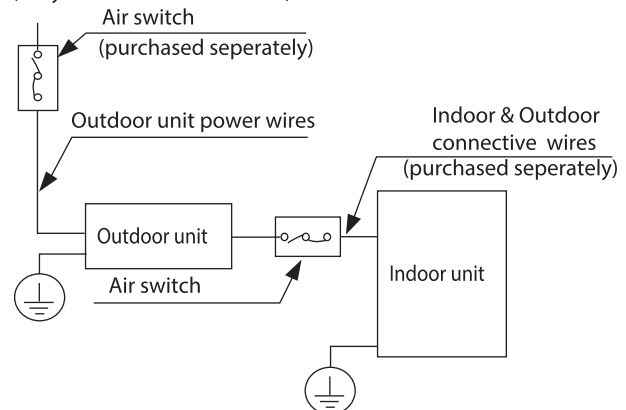 Air switch
(purchased seperately)
Outdoor unit power wires
Indoor & Outdoor
connective wires
(purchased seperately)
Outdoor unit
Indoor unit
Air switch